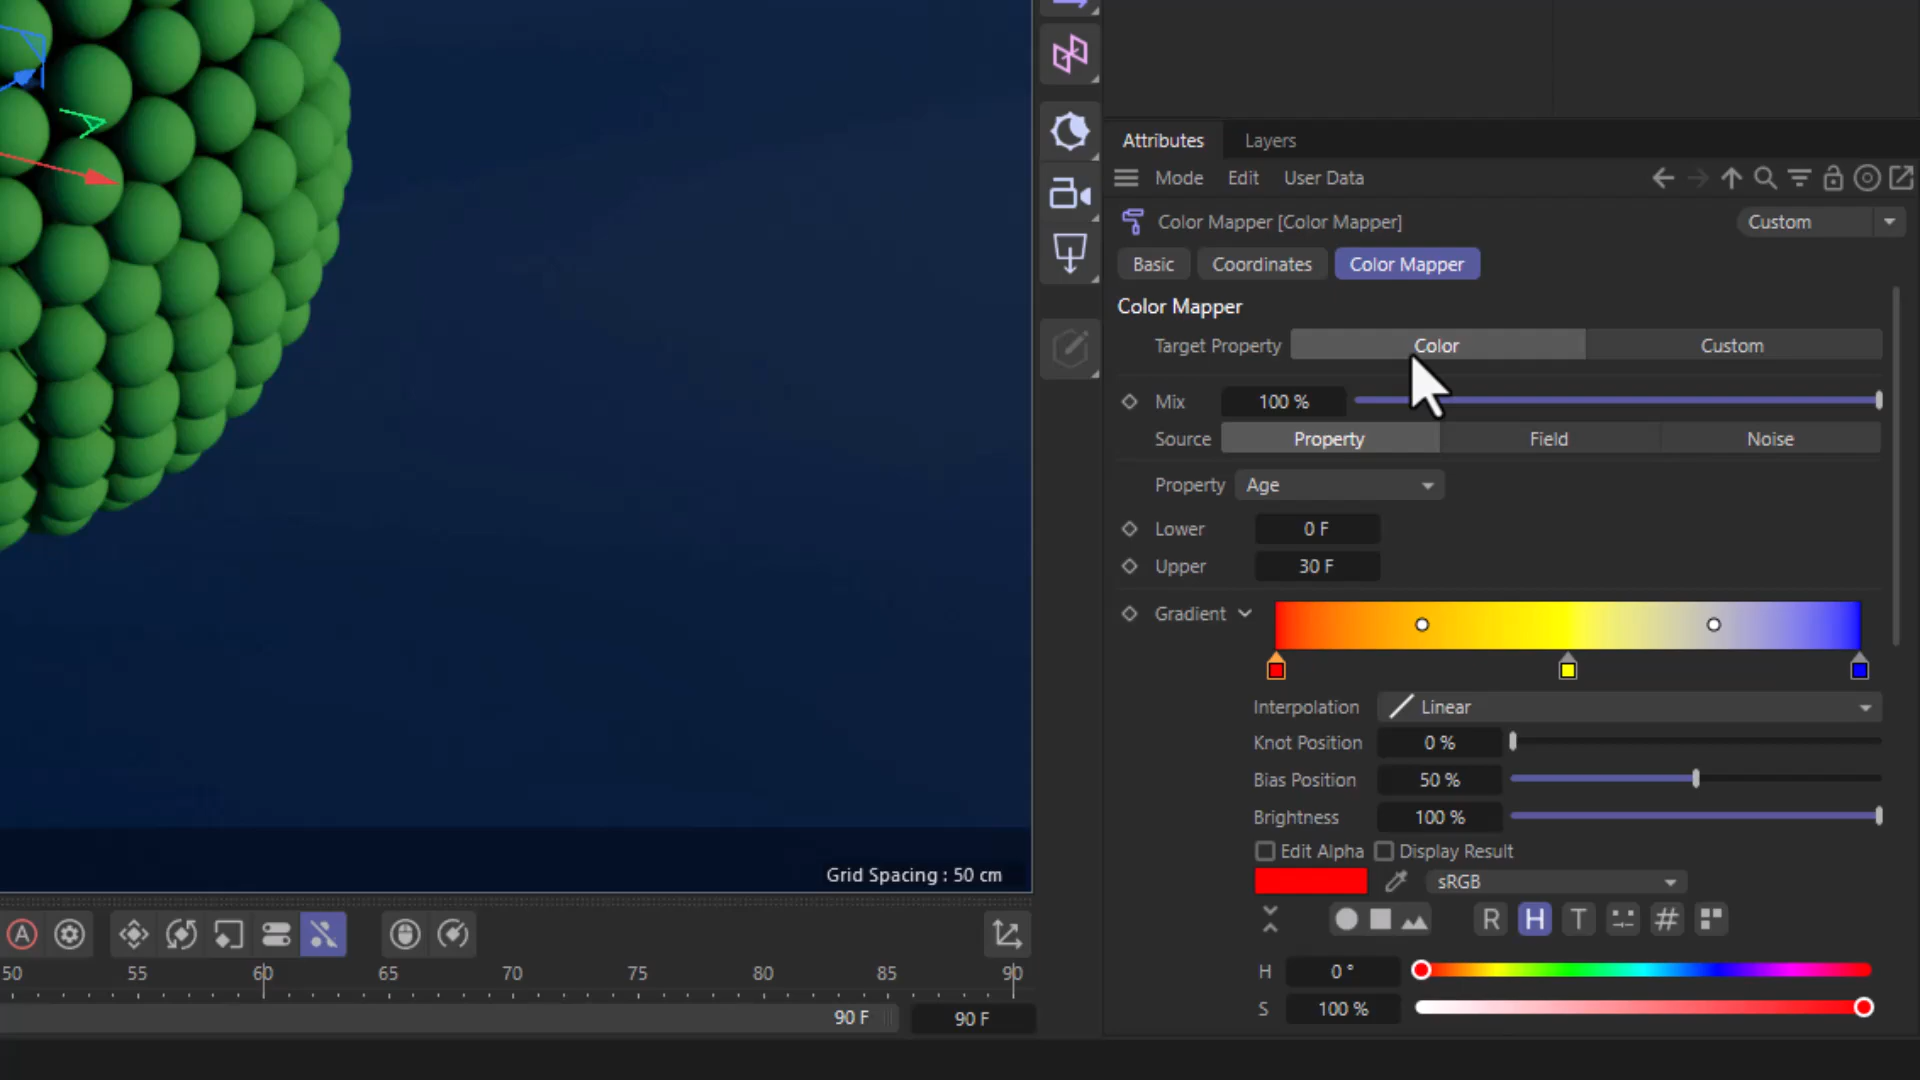 Attributes Layers
Mode Edit User Data
Color Mapper [Color Mapper] Custom
Basic Coordinates Color Mapper
Color Mapper
Target Property Color Custom
Mix 100 %
Source Property Field Noise
Property Age
Lower 0 F
Upper 30 F
Gradient
Interpolation Linear
Knot Position 0 %
Bias Position 50 %
Brightness 100 %
Edit Alpha Display Result
sRGB
R H T #
H 0 °
S 100 %
Grid Spacing : 50 cm
A
50 55 60 65 70 75 80 85 90
90 F 90 F